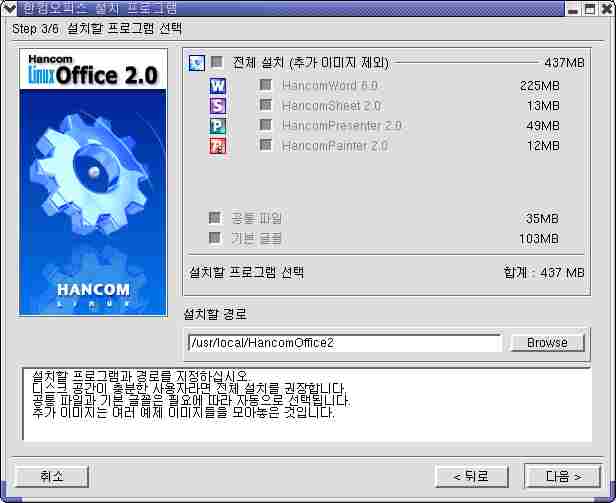 한컴오피스 설치 프로그램
Step 3/6 설치할 프로그램 선택
Hancom
Linux Office 2.0
HANCOM
LINUX
전체 설치 (추가 이미지 제외) 437MB
HancomWord 6.0 225MB
HancomSheet 2.0 13MB
HancomPresenter 2.0 49MB
HancomPainter 2.0 12MB
공통 파일 35MB
기본 글꼴 103MB
설치할 프로그램 선택 합계 : 437 MB
설치할 경로
/usr/local/HancomOffice2 Browse
설치할 프로그램과 경로를 지정하십시오.
디스크 공간이 충분한 사용자라면 전체 설치를 권장합니다.
공통 파일과 기본 글꼴은 필요에 따라 자동으로 선택됩니다.
추가 이미지는 여러 예제 이미지들을 모아놓은 것입니다.
취소 < 뒤로 다음 >